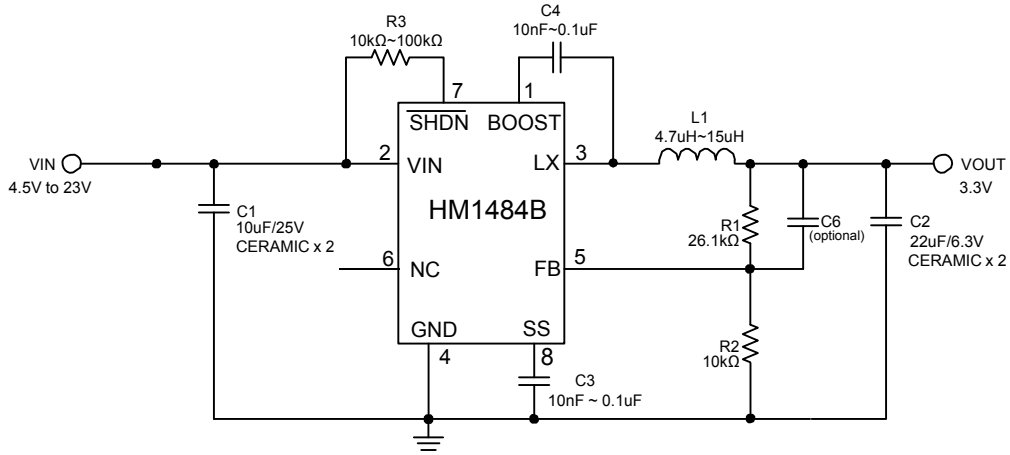 R3
10kΩ~100kΩ
C4
10nF~0.1uF
7
1
SHDN
BOOST
L1
4.7uH~15uH
VIN
4.5V to 23V
2
VIN
LX
3
VOUT
3.3V
HM1484B
C1
10uF/25V
CERAMIC x 2
R1
26.1kΩ
C6
(optional)
C2
22uF/6.3V
CERAMIC x 2
6
NC
FB
5
GND
SS
4
8
R2
10kΩ
C3
10nF ~ 0.1uF